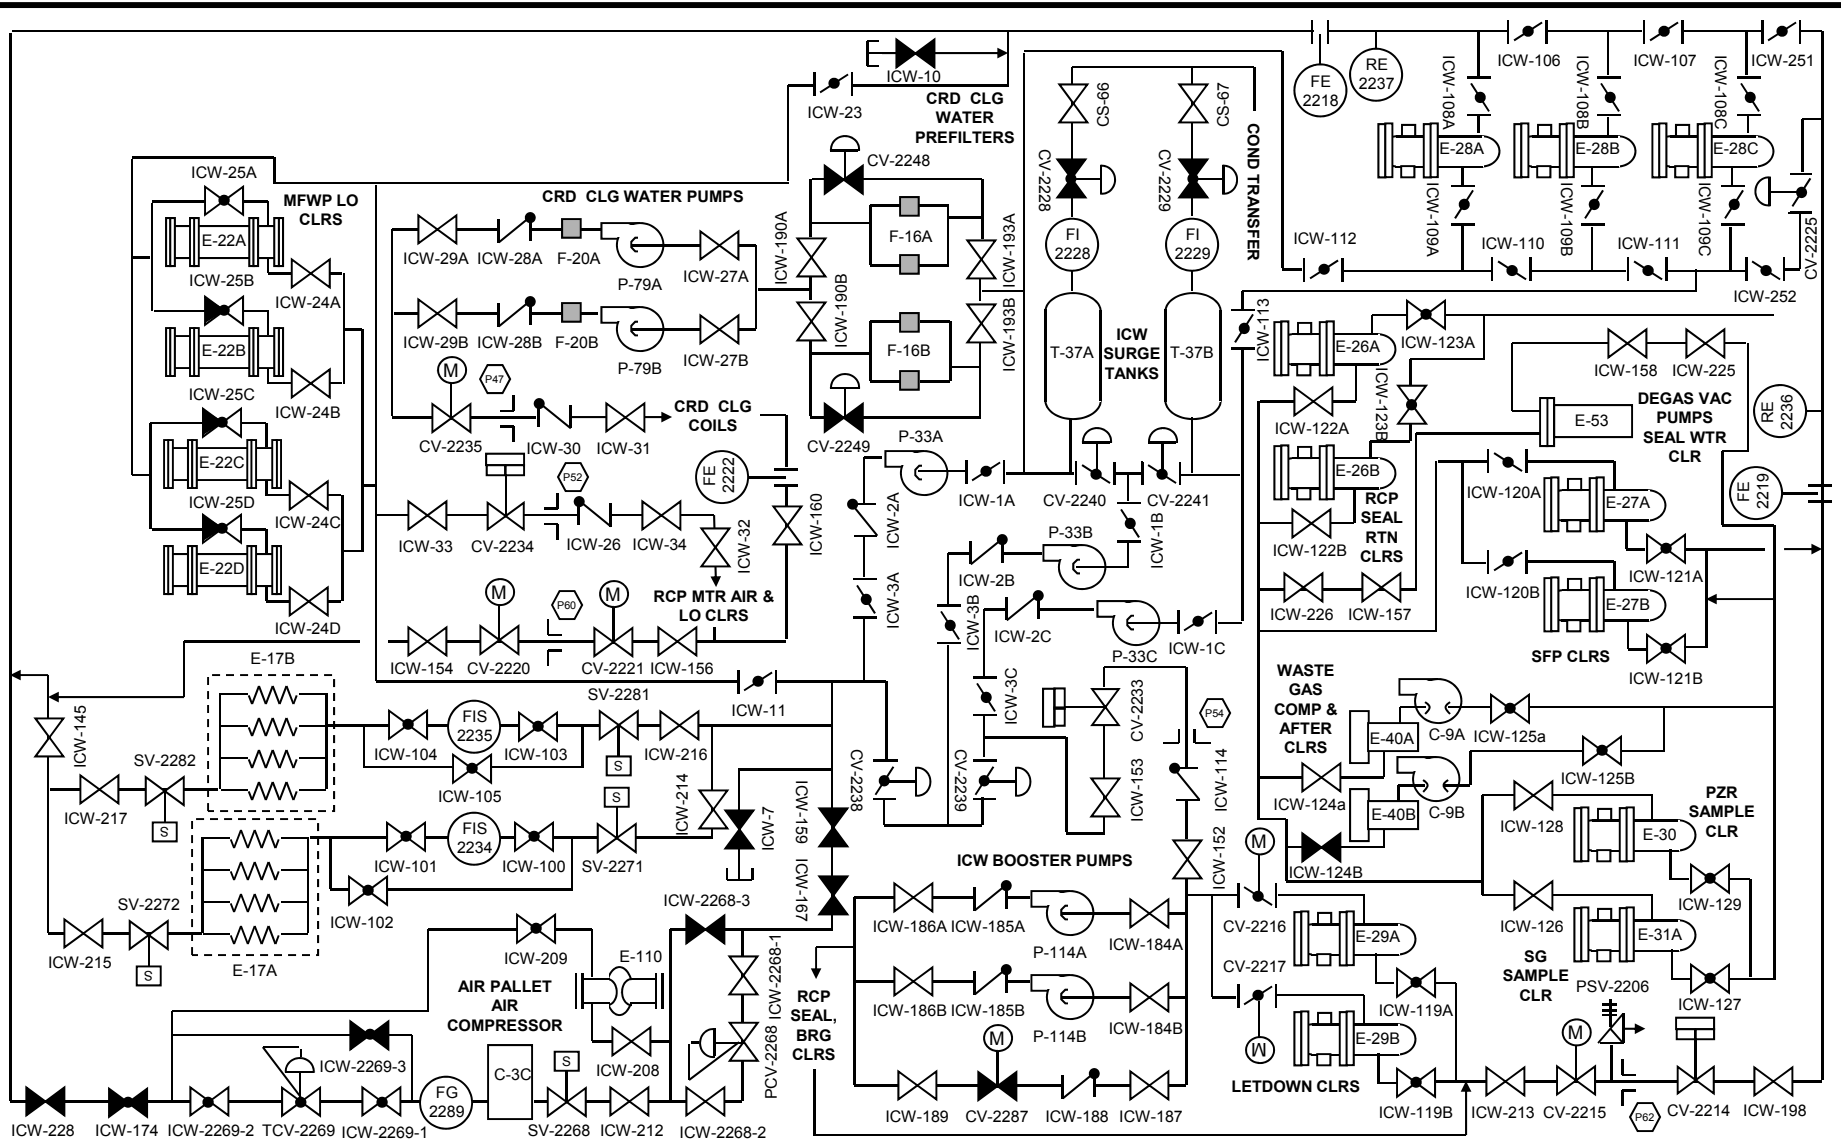 ICW-10
ICW-23
CRD CLG
WATER
PREFILTERS
FE
2218
RE
2237
ICW-106
ICW-107
ICW-251
ICW-108A
ICW-108B
ICW-108C
E-28A
E-28B
E-28C
ICW-109A
ICW-109B
ICW-109C
ICW-112
ICW-110
ICW-111
ICW-252
CV-2225
CS-66
CS-67
CV-2228
CV-2229
COND TRANSFER
FI
2228
FI
2229
T-37A
T-37B
ICW
SURGE
TANKS
ICW-113
ICW-25A
MFWP LO
CLRS
E-22A
ICW-25B
ICW-24A
E-22B
ICW-25C
ICW-24B
E-22C
ICW-25D
ICW-24C
E-22D
ICW-24D
CRD CLG WATER PUMPS
CV-2248
ICW-29A
ICW-28A
F-20A
P-79A
ICW-27A
ICW-190A
F-16A
ICW-193A
ICW-29B
ICW-28B
F-20B
P-79B
ICW-27B
ICW-190B
F-16B
ICW-193B
CV-2249
M
P47
CV-2235
ICW-30
ICW-31
CRD CLG
COILS
FE
2222
ICW-160
P52
ICW-33
CV-2234
ICW-26
ICW-34
ICW-32
RCP MTR AIR &
LO CLRS
M
P60
M
ICW-154
CV-2220
CV-2221
ICW-156
P-33A
ICW-1A
CV-2240
CV-2241
ICW-2A
ICW-3A
ICW-2B
P-33B
ICW-1B
ICW-3B
ICW-2C
P-33C
ICW-1C
ICW-3C
ICW-11
E-26A
ICW-123A
ICW-122A
ICW-123B
E-26B
RCP
SEAL
RTN
CLRS
ICW-122B
ICW-226
ICW-157
ICW-158
ICW-225
E-53
DEGAS VAC
PUMPS
SEAL WTR
CLR
RE
2236
FE
2219
ICW-120A
E-27A
ICW-121A
ICW-120B
E-27B
ICW-121B
SFP CLRS
E-17B
ICW-145
SV-2282
S
ICW-217
ICW-104
FIS
2235
ICW-103
ICW-105
SV-2281
S
ICW-216
S
ICW-214
ICW-101
FIS
2234
ICW-100
SV-2271
ICW-102
SV-2272
S
ICW-215
E-17A
ICW-7
ICW-159
ICW-167
CV-2238
CV-2239
CV-2233
ICW-153
P54
ICW-114
ICW-152
WASTE
GAS
COMP &
AFTER
CLRS
E-40A
C-9A
ICW-125a
ICW-124a
E-40B
C-9B
ICW-125B
ICW-124B
PZR
SAMPLE
CLR
ICW-128
E-30
ICW-129
ICW-126
E-31A
ICW-127
SG
SAMPLE
CLR
ICW BOOSTER PUMPS
ICW-186A
ICW-185A
P-114A
ICW-184A
ICW-186B
ICW-185B
P-114B
ICW-184B
M
ICW-189
CV-2287
ICW-188
ICW-187
RCP
SEAL,
BRG
CLRS
M
CV-2216
E-29A
ICW-119A
CV-2217
M
E-29B
ICW-119B
LETDOWN CLRS
ICW-213
M
CV-2215
PSV-2206
P62
CV-2214
ICW-198
ICW-2268-3
ICW-209
E-110
ICW-2268-1
AIR PALLET
AIR
COMPRESSOR
ICW-208
PCV-2268
ICW-2269-3
S
C-3C
FG
2289
ICW-228
ICW-174
ICW-2269-2
TCV-2269
ICW-2269-1
SV-2268
ICW-212
ICW-2268-2